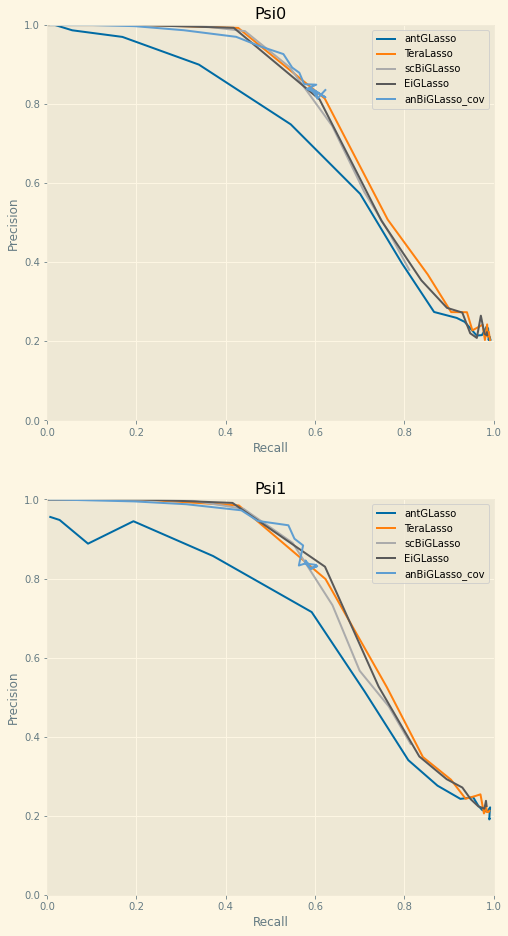 Psi0
1.0
antGLasso
TeraLasso
scBiGLasso
EiGLasso
anBiGLasso_cov
0.8
0.6
Precision
0.4
0.2
0.0
0.0 0.2 0.4 0.6 0.8 1.0
Recall
Psi1
1.0
antGLasso
TeraLasso
scBiGLasso
EiGLasso
anBiGLasso_cov
0.8
0.6
Precision
0.4
0.2
0.0
0.0 0.2 0.4 0.6 0.8 1.0
Recall